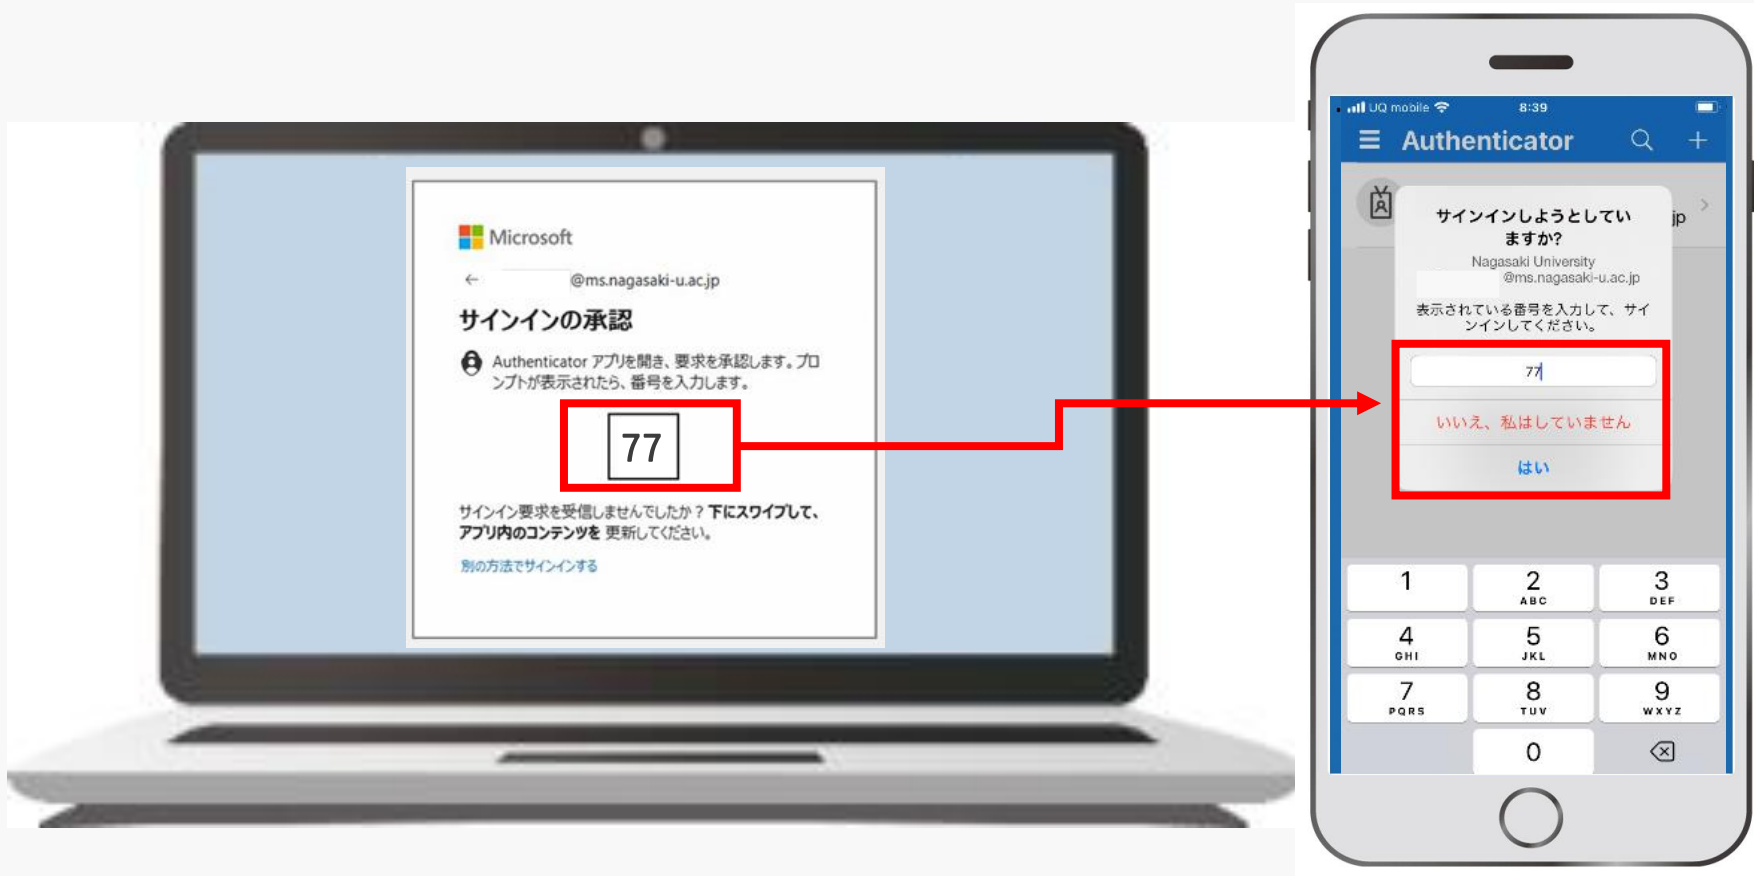 Microsoft
← @ms.nagasaki-u.ac.jp
サインインの承認
Authenticator アプリを開き、要求を承認します。プロ
ンプトが表示されたら、番号を入力します。
77
サインイン要求を受信しませんでしたか？下にスワイプして、
アプリ内のコンテンツを 更新してください。
別の方法でサインインする
UQ mobile 8:39
Authenticator
jp
サインインしようとしてい
ますか?
Nagasaki University
@ms.nagasaki-u.ac.jp
表示されている番号を入力して、サイ
ンインしてください。
77
いいえ、私はしていません
はい
1 2 3
ABC DEF
4 5 6
GHI JKL MNO
7 8 9
PQRS TUV WXYZ
0